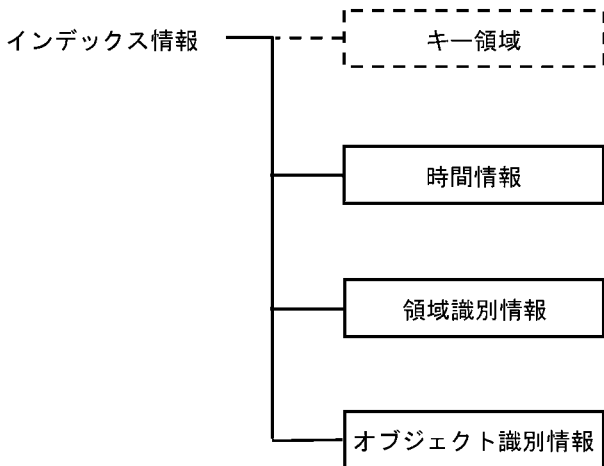 インデックス情報
キー領域
時間情報
領域識別情報
オブジェクト識別情報